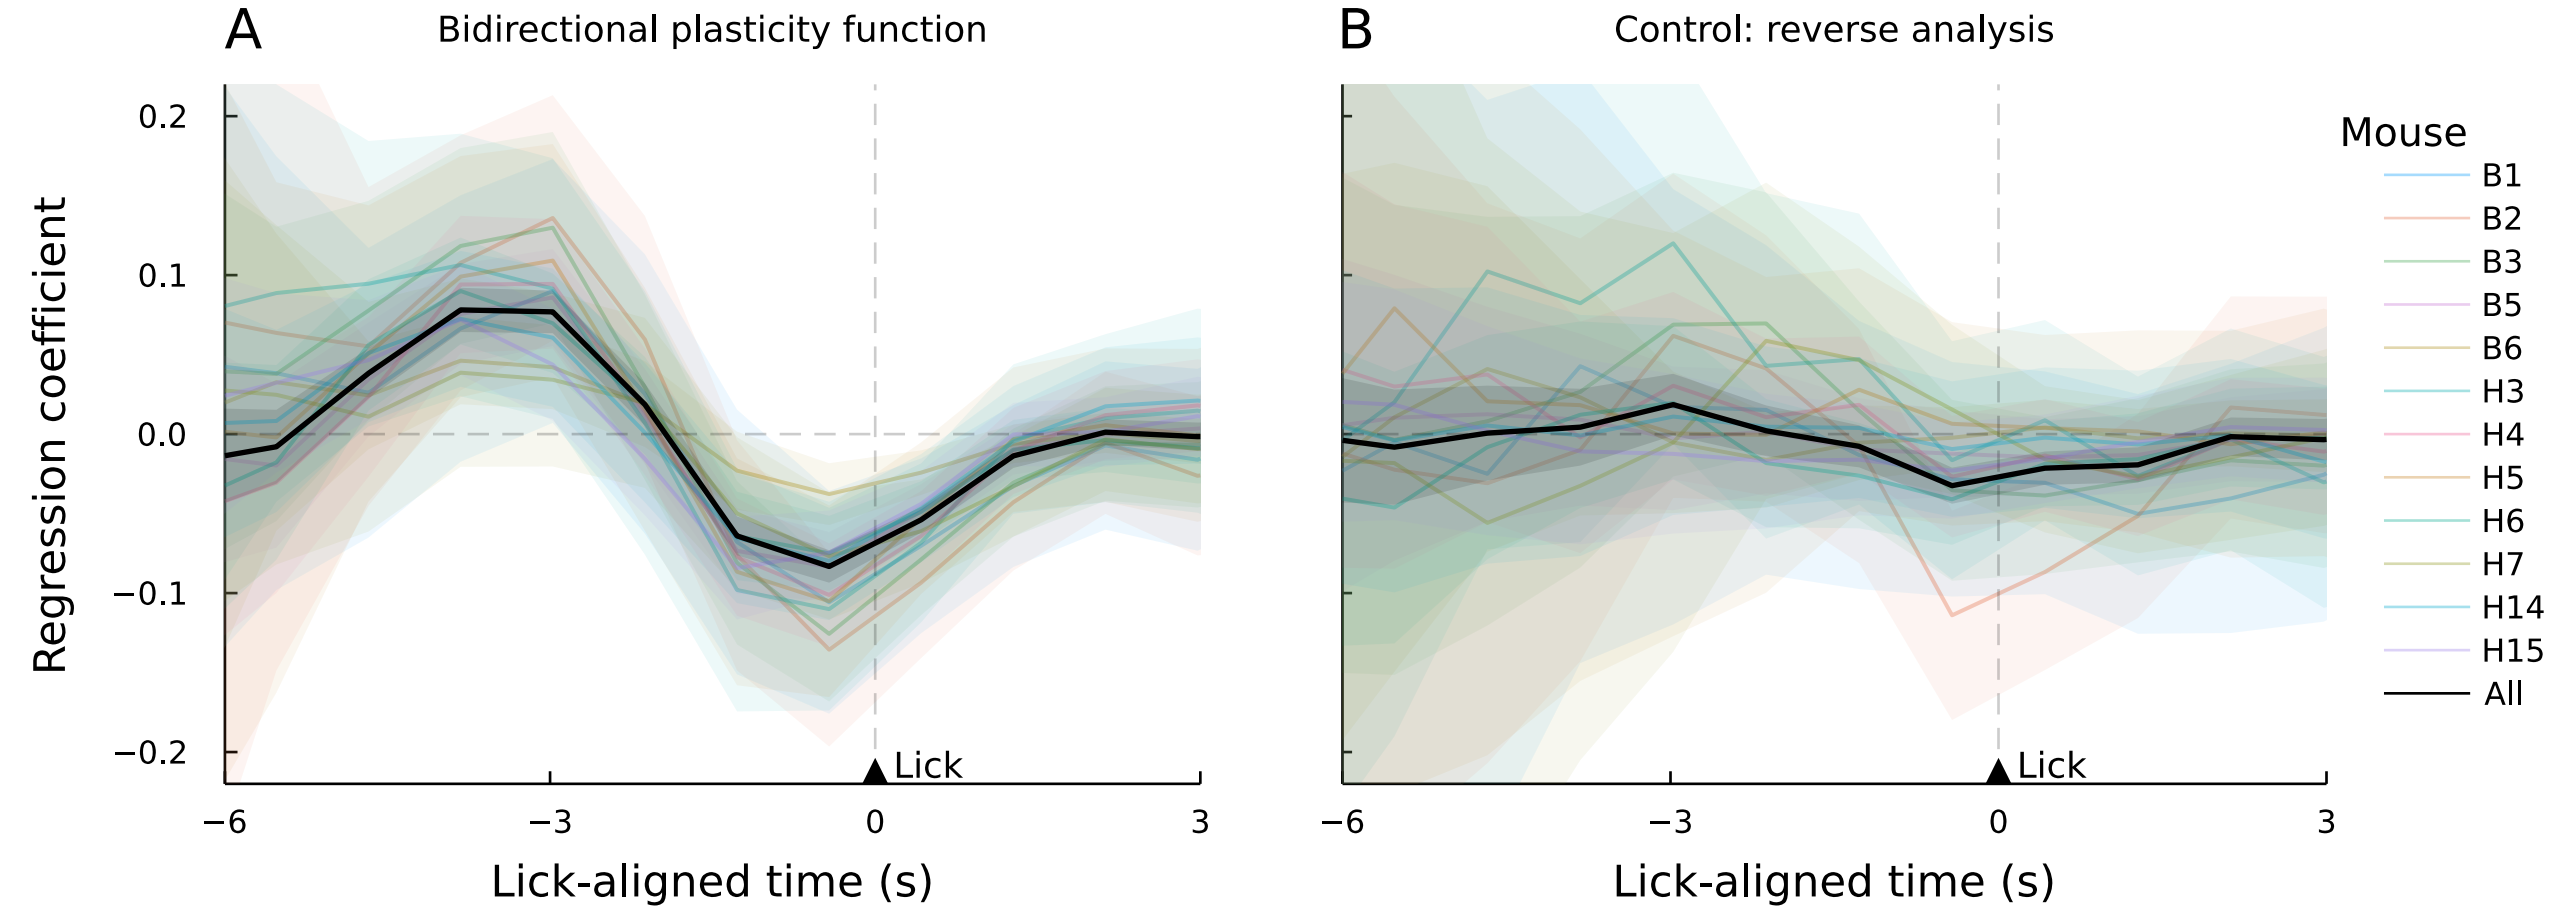 A
Bidirectional plasticity function
B
Control: reverse analysis
Regression coefficient
0.2
0.1
0.0
−0.1
−0.2
Lick
−6
−3
0
3
Lick-aligned time (s)
Lick
−6
−3
0
3
Lick-aligned time (s)
Mouse
B1
B2
B3
B5
B6
H3
H4
H5
H6
H7
H14
H15
All